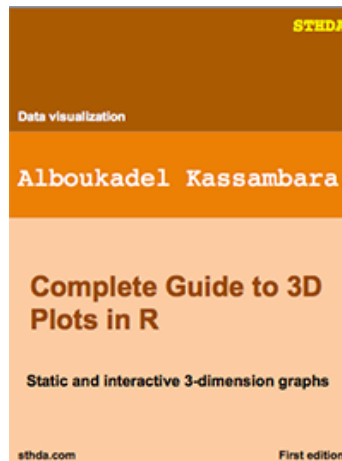 STHDA
Data visualization
Alboukadel Kassambara
Complete Guide to 3D
Plots in R
Static and interactive 3-dimension graphs
sthda.com First edition